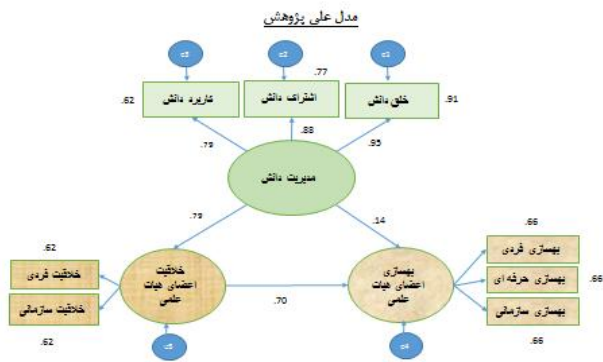 مدل علی پژوهش
e3
e2
e1
.77
.62
کاربرد دانش
اشتراک دانش
خلق دانش
.91
.79
.88
.95
مدیریت دانش
.79
.14
.62
.66
خلاقیت فردی
خلاقیت سازمانی
.62
خلاقیت
اعضای هیات
علمی
.70
بهسازی
اعضای هیات
علمی
بهسازی فردی
بهسازی حرفه ای
.66
بهسازی سازمانی
.66
e5
e4